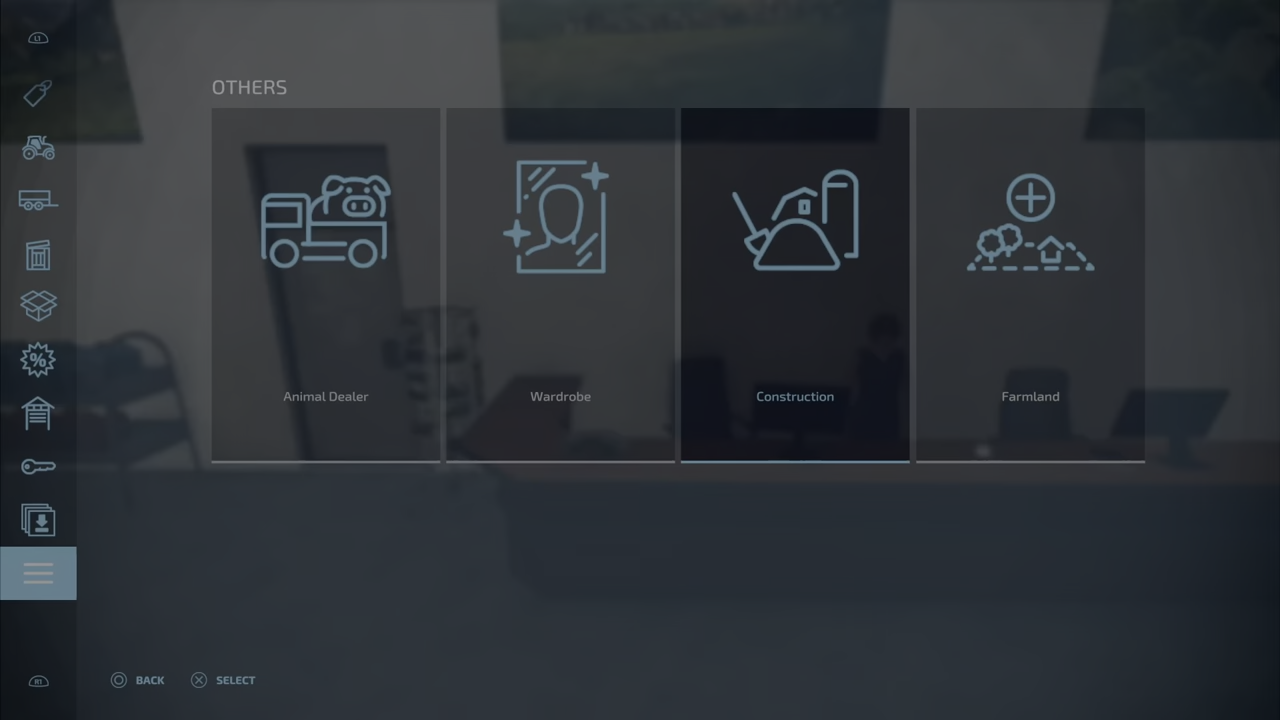 L1
OTHERS
%
Animal Dealer
Wardrobe
Construction
Farmland
R1
BACK
SELECT